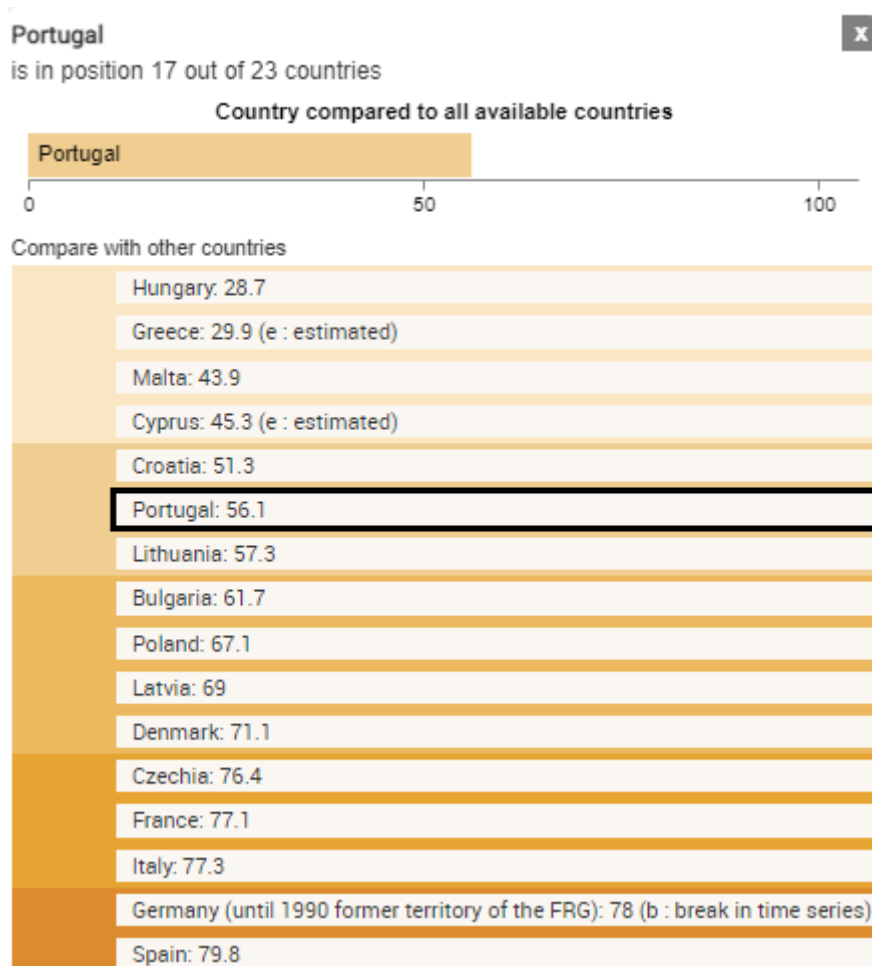 Portugal
x
is in position 17 out of 23 countries
Country compared to all available countries
Portugal
0 50 100
Compare with other countries
Hungary: 28.7
Greece: 29.9 (e : estimated)
Malta: 43.9
Cyprus: 45.3 (e : estimated)
Croatia: 51.3
Portugal: 56.1
Lithuania: 57.3
Bulgaria: 61.7
Poland: 67.1
Latvia: 69
Denmark: 71.1
Czechia: 76.4
France: 77.1
Italy: 77.3
Germany (until 1990 former territory of the FRG): 78 (b : break in time series)
Spain: 79.8